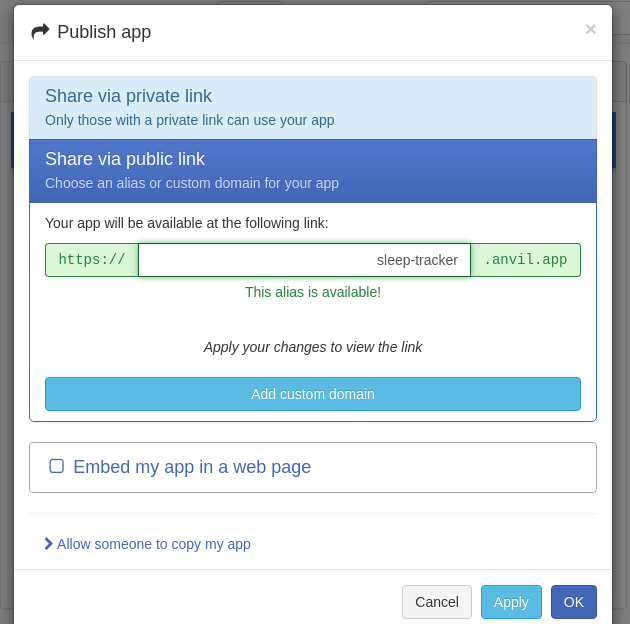 Publish app
×
Share via private link
Only those with a private link can use your app
Share via public link
Choose an alias or custom domain for your app
Your app will be available at the following link:
https:// sleep-tracker .anvil.app
This alias is available!
Apply your changes to view the link
Add custom domain
Embed my app in a web page
Allow someone to copy my app
Cancel Apply OK